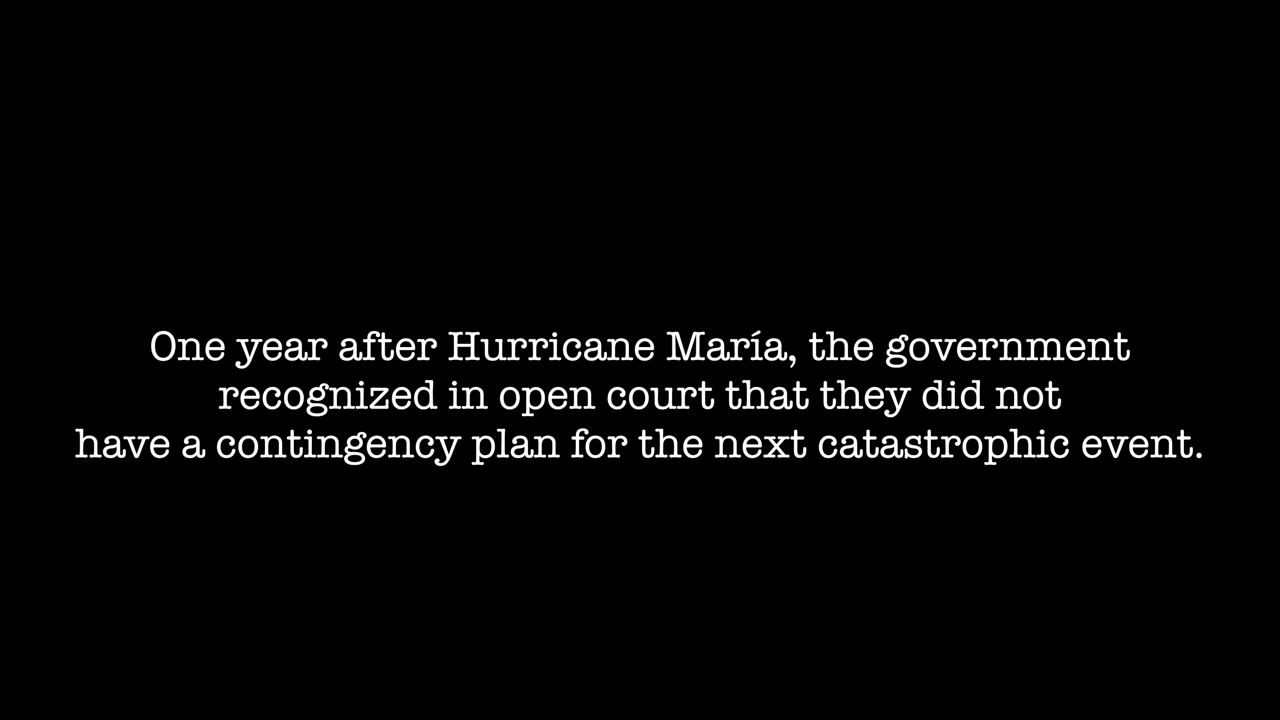 One year after Hurricane María, the government
recognized in open court that they did not
have a contingency plan for the next catastrophic event.